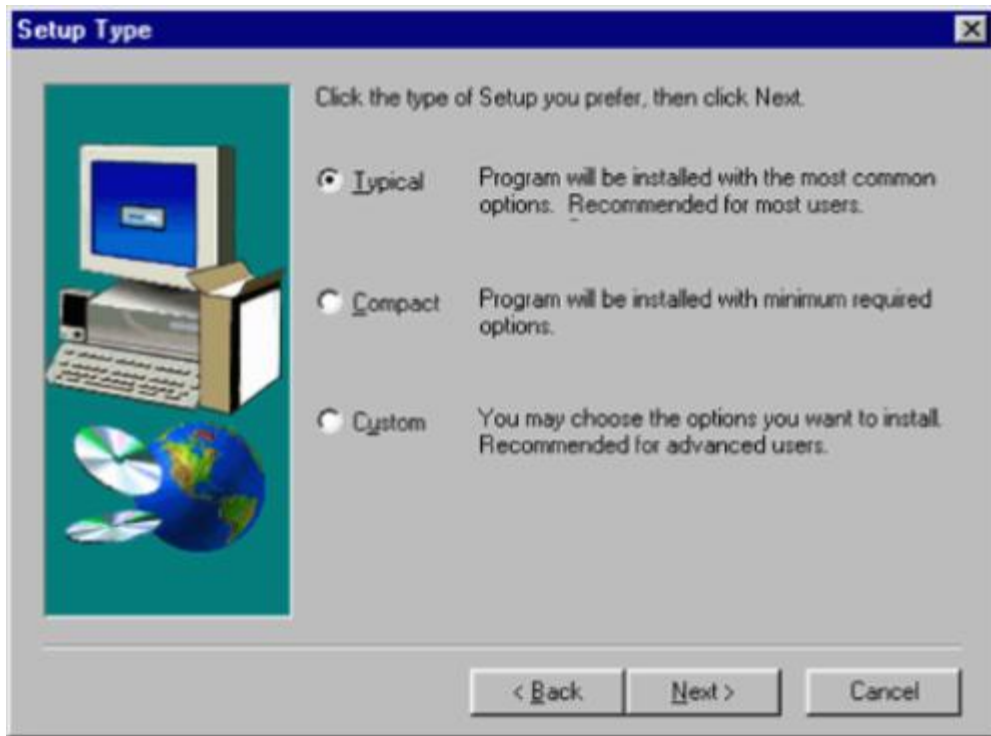 Setup Type
Click the type of Setup you prefer, then click Next.
Typical
Program will be installed with the most common
options. Recommended for most users.
Compact
Program will be installed with minimum required
options.
Custom
You may choose the options you want to install.
Recommended for advanced users.
< Back
Next >
Cancel